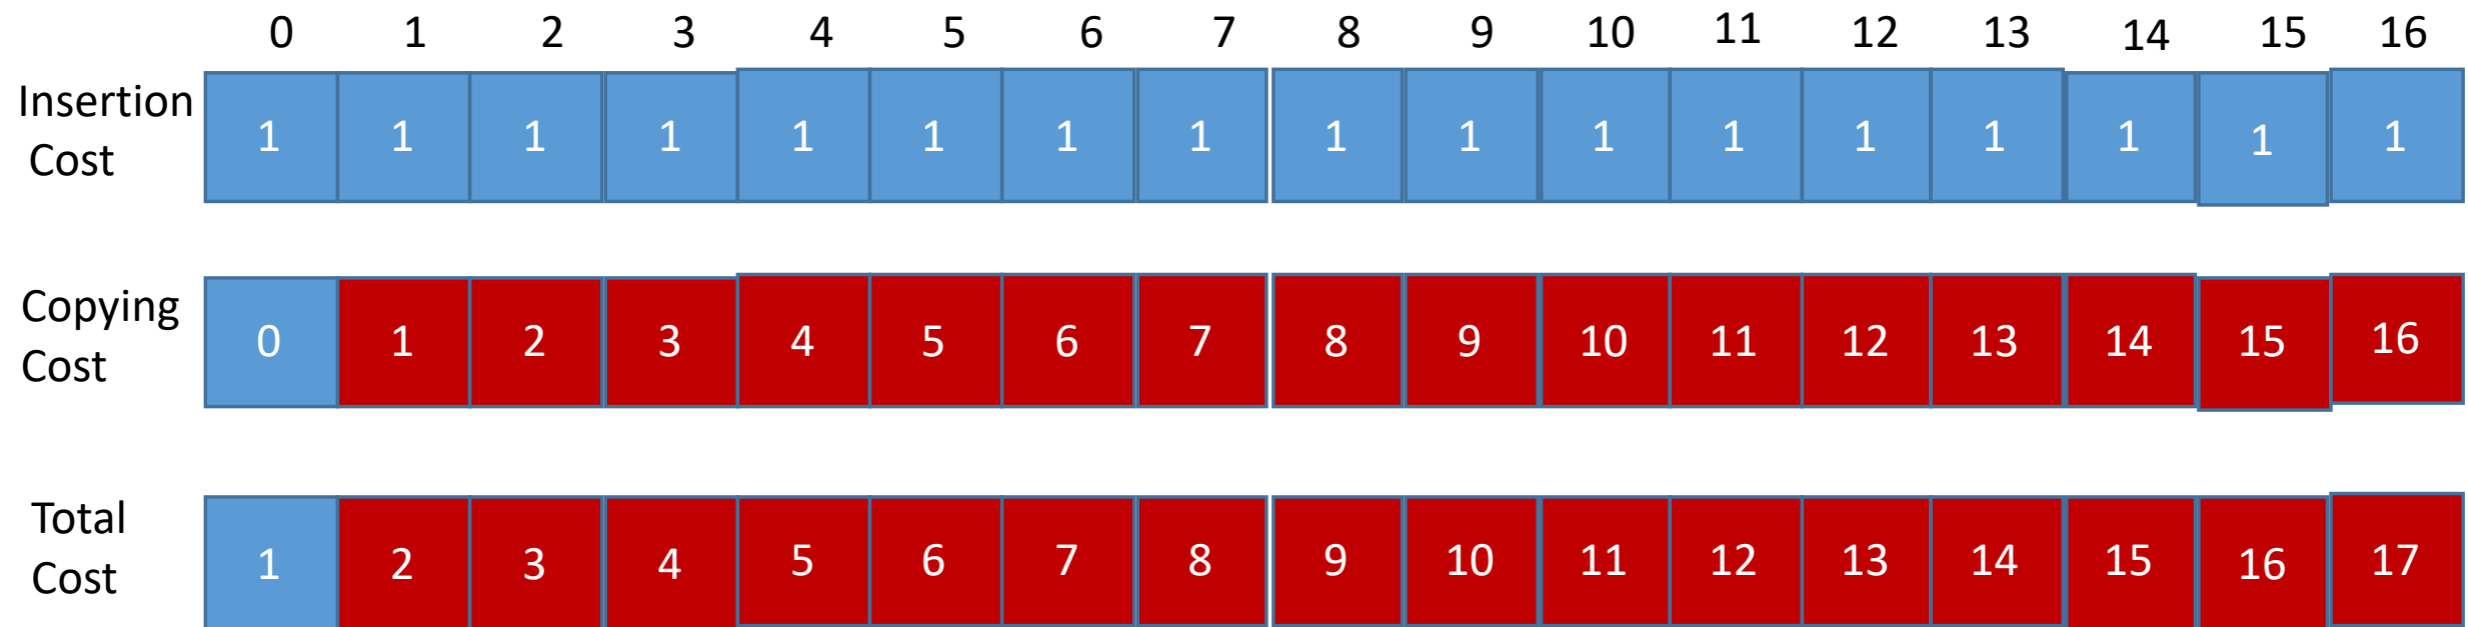 0 1 2 3 4 5 6 7 8 9 10 11 12 13 14 15 16
Insertion
Cost
1 1 1 1 1 1 1 1 1 1 1 1 1 1 1 1 1
Copying
Cost
0 1 2 3 4 5 6 7 8 9 10 11 12 13 14 15 16
Total
Cost
1 2 3 4 5 6 7 8 9 10 11 12 13 14 15 16 17